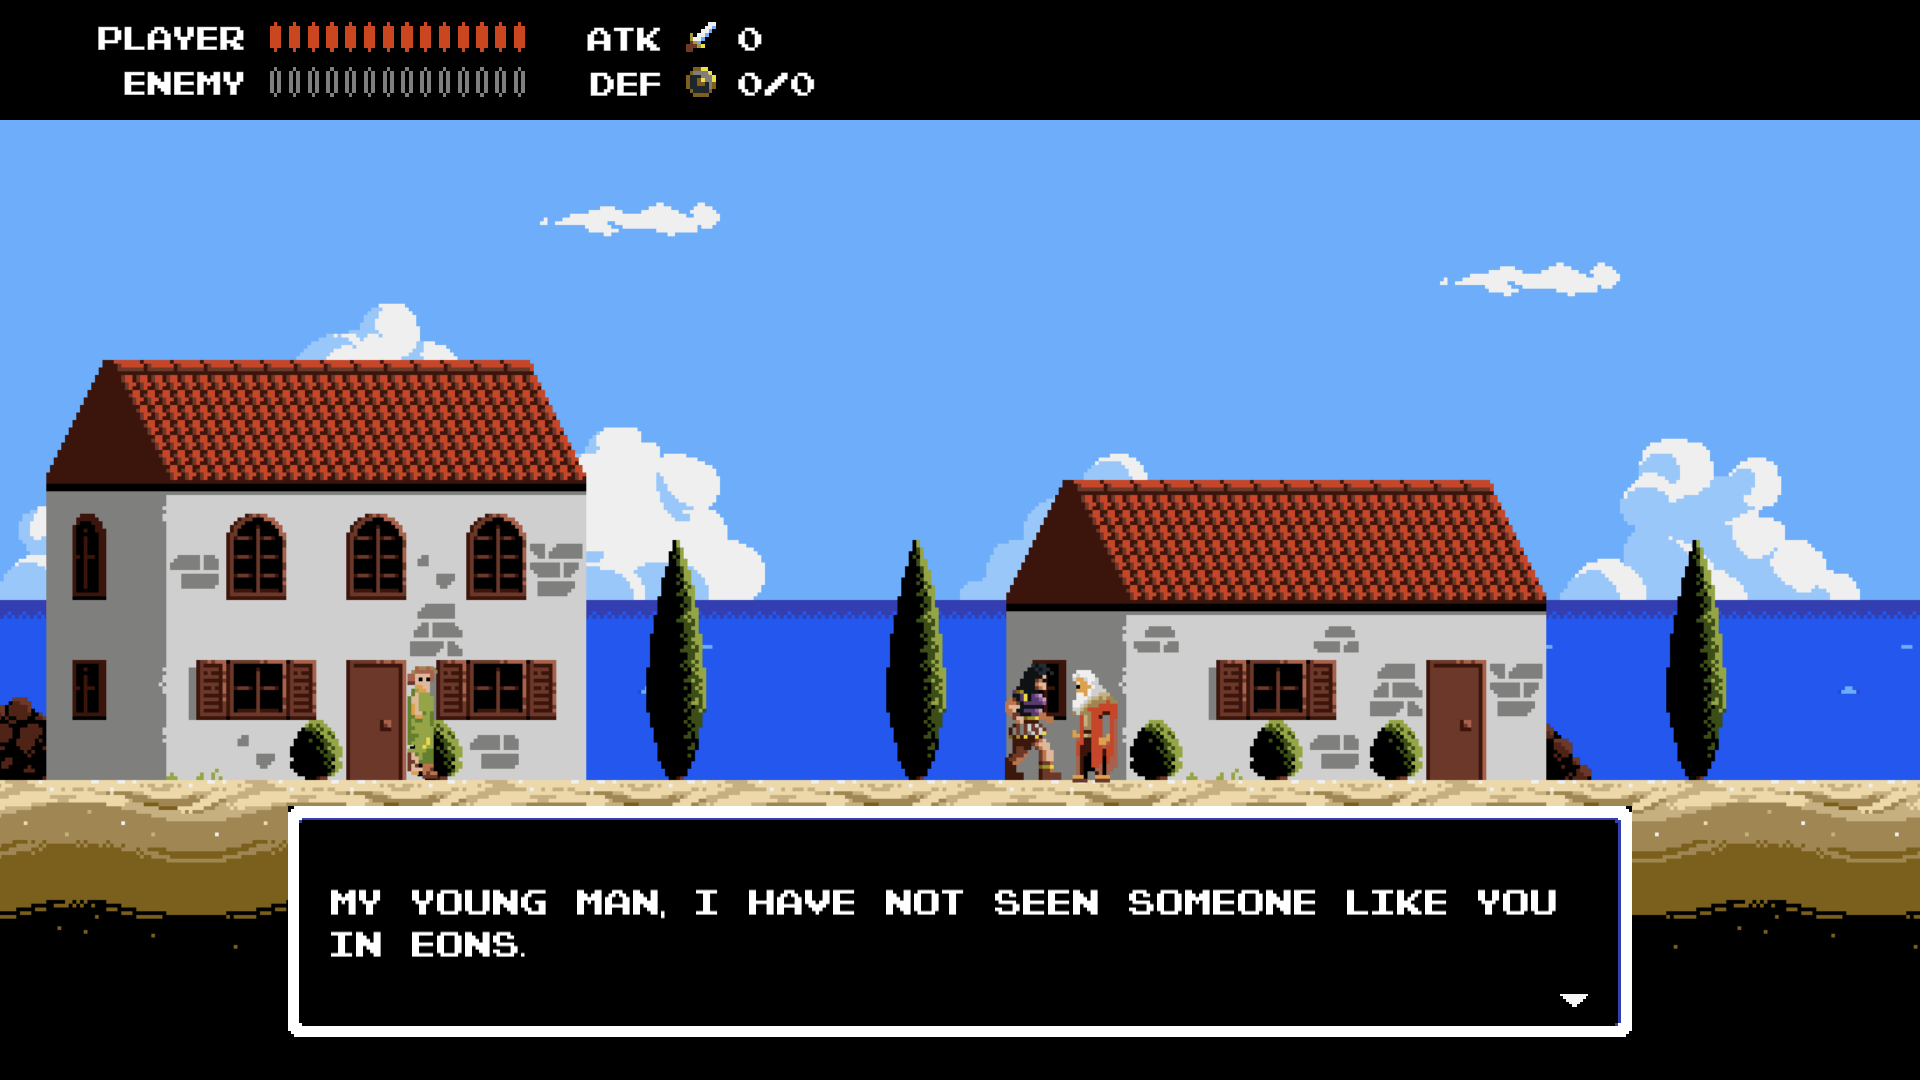 PLAYER ATK 0
ENEMY DEF 0/0
MY YOUNG MAN, I HAVE NOT SEEN SOMEONE LIKE YOU
IN EONS.